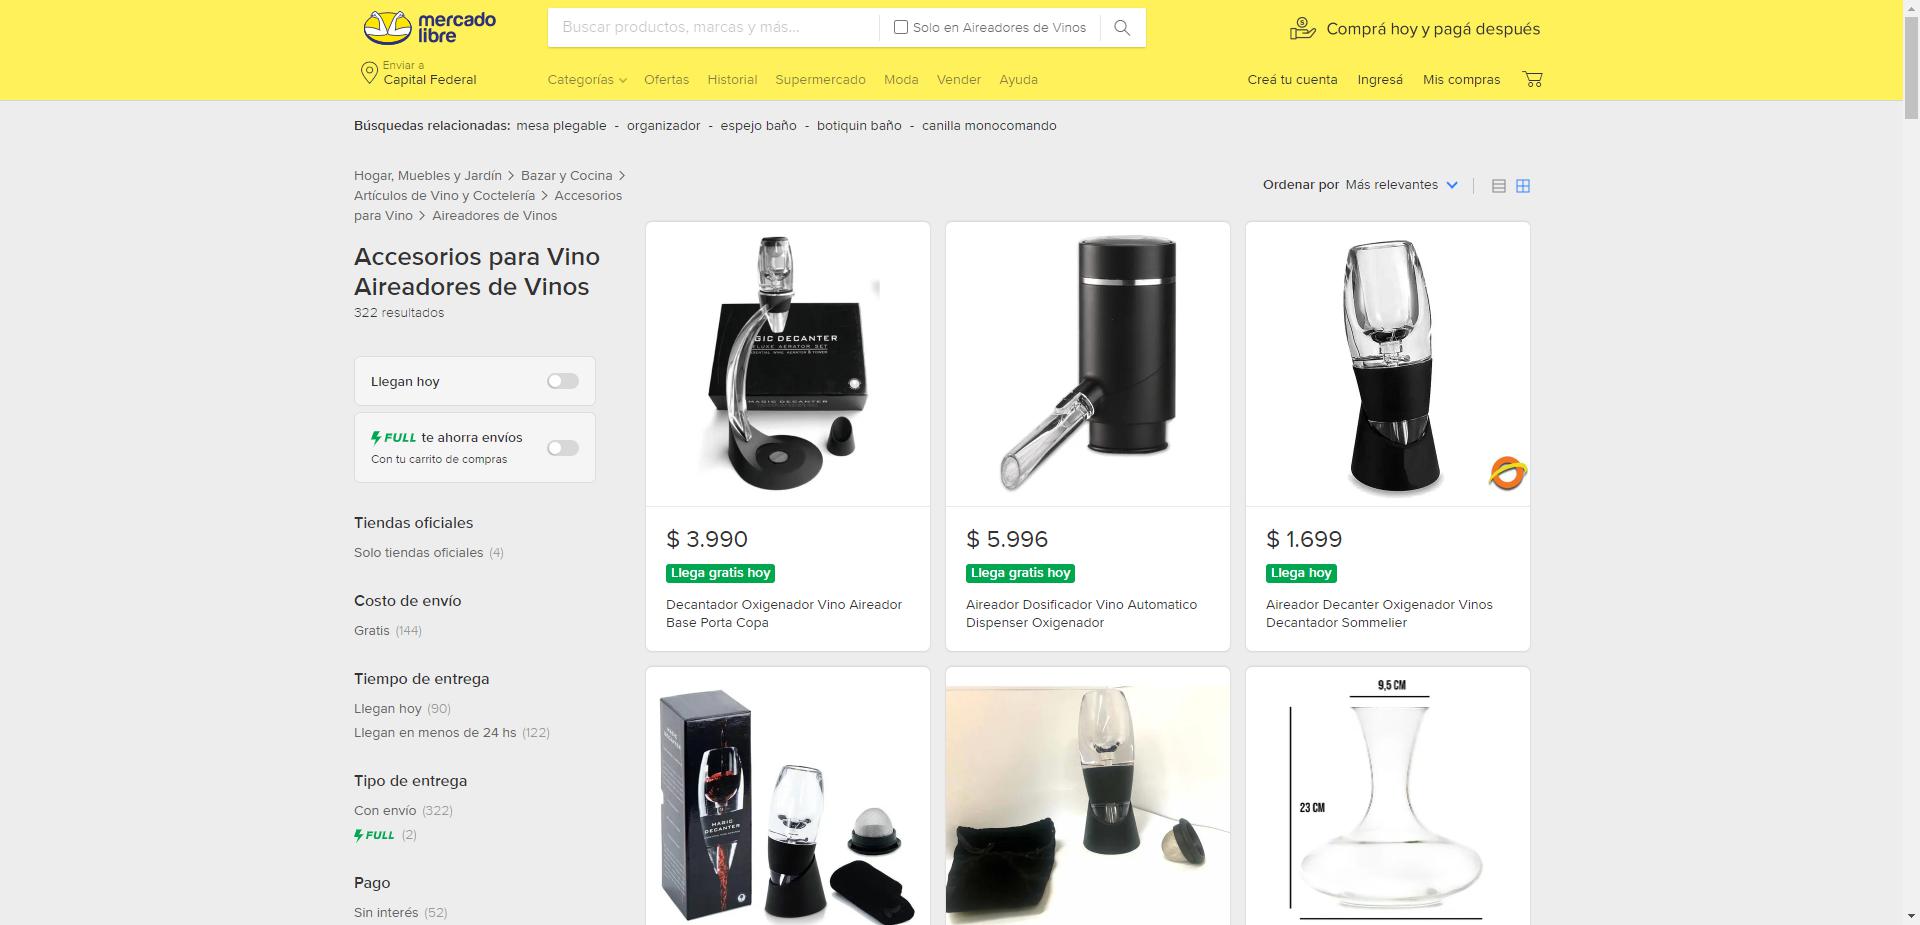 mercado
libre
Buscar productos, marcas y más...
Solo en Aireadores de Vinos
Comprá hoy y pagá después
Enviar a
Capital Federal
Categorías
Ofertas
Historial
Supermercado
Moda
Vender
Ayuda
Creá tu cuenta
Ingresá
Mis compras
Búsquedas relacionadas: mesa plegable - organizador - espejo baño - botiquin baño - canilla monocomando
Hogar, Muebles y Jardín > Bazar y Cocina >
Artículos de Vino y Coctelería > Accesorios
para Vino > Aireadores de Vinos
Ordenar por Más relevantes
Accesorios para Vino
Aireadores de Vinos
322 resultados
Llegan hoy
FULL te ahorra envíos
Con tu carrito de compras
Tiendas oficiales
Solo tiendas oficiales (4)
Costo de envío
Gratis (144)
Tiempo de entrega
Llegan hoy (90)
Llegan en menos de 24 hs (122)
Tipo de entrega
Con envío (322)
FULL (2)
Pago
Sin interés (52)
GIC DECANTER
MAGIC DECANTER
$ 3.990
Llega gratis hoy
Decantador Oxigenador Vino Aireador
Base Porta Copa
$ 5.996
Llega gratis hoy
Aireador Dosificador Vino Automatico
Dispenser Oxigenador
$ 1.699
Llega hoy
Aireador Decanter Oxigenador Vinos
Decantador Sommelier
MAGIC
DECANTER
9,5 CM
23 CM